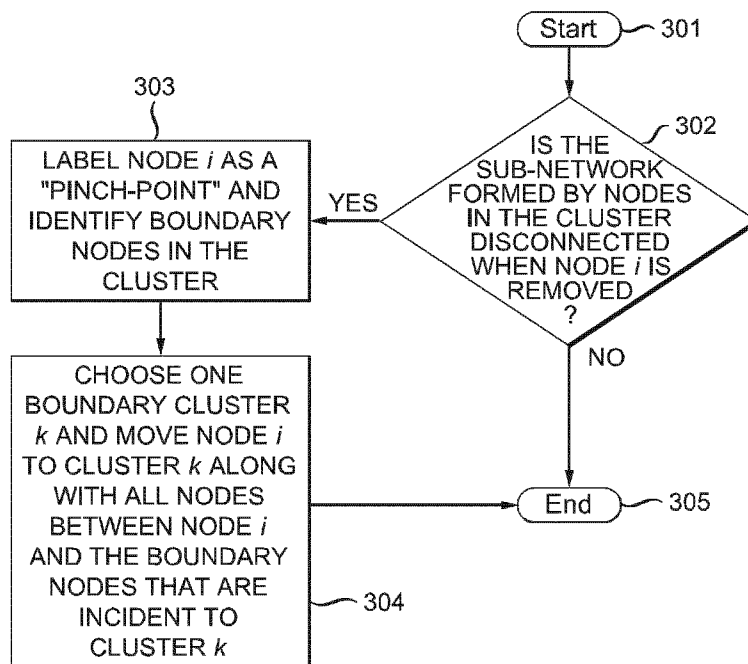 Start
301
302
IS THE
SUB-NETWORK
FORMED BY NODES
IN THE CLUSTER
DISCONNECTED
WHEN NODE i IS
REMOVED
?
YES
NO
303
LABEL NODE i AS A
"PINCH-POINT" AND
IDENTIFY BOUNDARY
NODES IN THE
CLUSTER
CHOOSE ONE
BOUNDARY CLUSTER
k AND MOVE NODE i
TO CLUSTER k ALONG
WITH ALL NODES
BETWEEN NODE i
AND THE BOUNDARY
NODES THAT ARE
INCIDENT TO
CLUSTER k
304
End
305